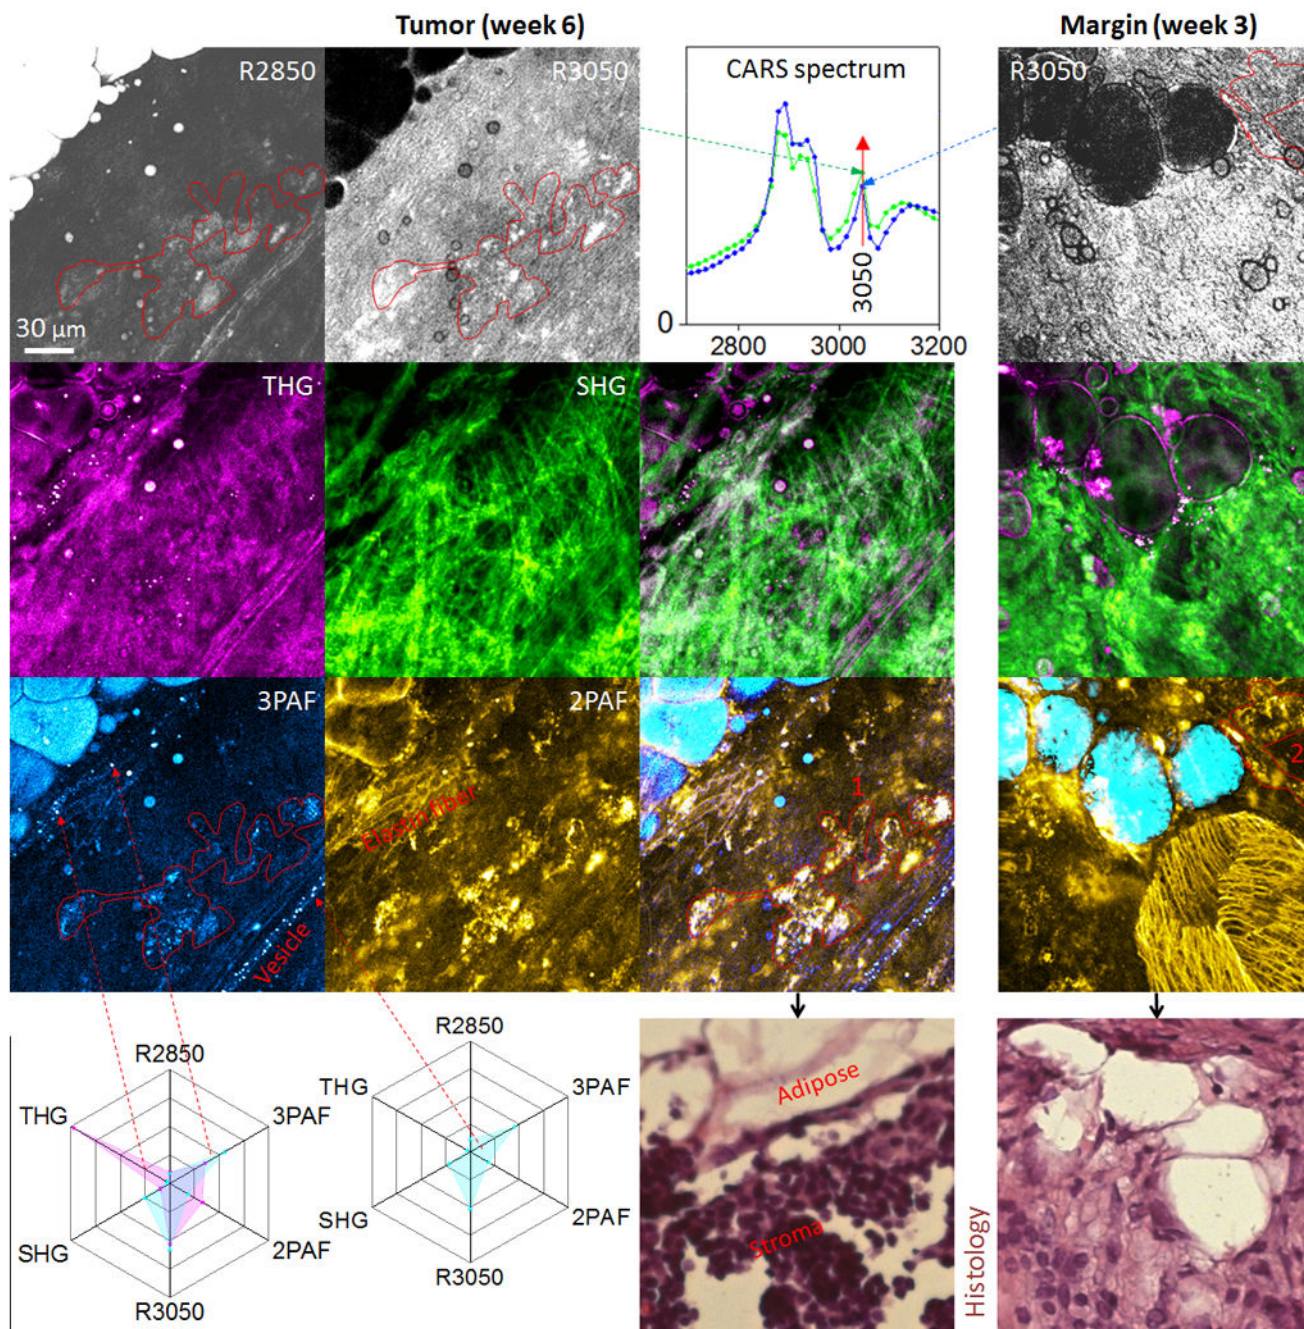 Tumor (week 6)
Margin (week 3)
R2850
R3050
CARS spectrum
R3050
30 µm
3050
0
2800
3000
3200
THG
SHG
3PAF
2PAF
Elastin fiber
Vesicle
1
2
R2850
THG
3PAF
SHG
2PAF
R3050
R2850
THG
3PAF
SHG
2PAF
R3050
Adipose
Stroma
Histology